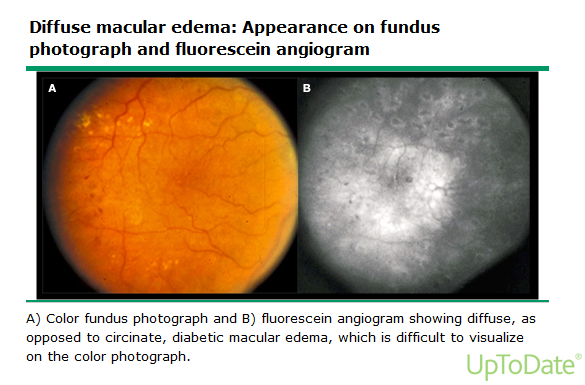 Diffuse macular edema: Appearance on fundus
photograph and fluorescein angiogram
A
B
A) Color fundus photograph and B) fluorescein angiogram showing diffuse, as
opposed to circinate, diabetic macular edema, which is difficult to visualize
on the color photograph.
UpToDate®